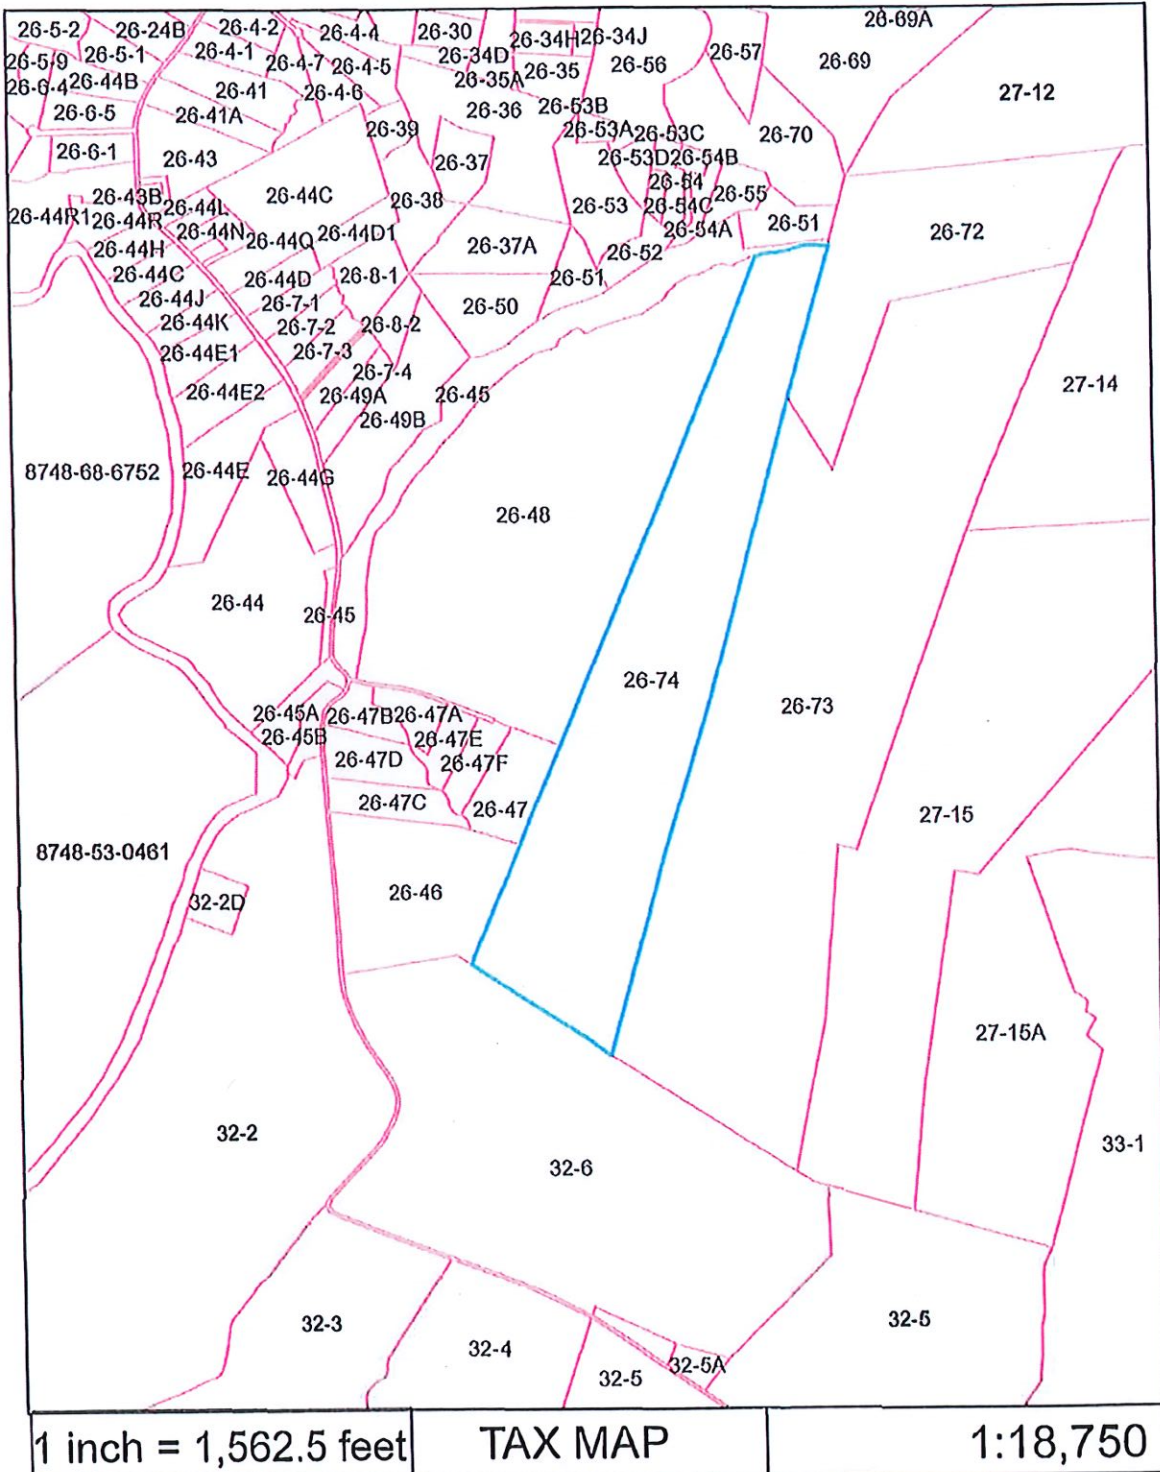 26-5-2
26-24B
26-4-2
26-4-4
26-30
26-34H
26-34J
26-69A
26-5-9
26-5-1
26-4-1
26-4-7
26-4-5
26-34D
26-35A
26-35
26-56
26-57
26-69
26-6-4
26-44B
26-41
26-4-6
26-36
26-53B
27-12
26-6-5
26-41A
26-39
26-53A
26-53C
26-70
26-6-1
26-43
26-37
26-53D
26-54B
26-54
26-55
26-43B
26-44L
26-44C
26-38
26-53
26-54C
26-51
26-44R1
26-44R
26-44N
26-44Q
26-44D1
26-54A
26-72
26-44H
26-37A
26-52
26-44C
26-44D
26-8-1
26-51
26-44J
26-7-1
26-50
26-44K
26-7-2
26-8-2
26-44E1
26-7-3
26-7-4
26-44E2
26-49A
26-45
27-14
26-49B
8748-68-6752
26-44E
26-44G
26-48
26-44
26-45
26-74
26-73
26-45A
26-47B
26-47A
26-45B
26-47E
26-47D
26-47F
26-47C
26-47
27-15
8748-53-0461
32-2D
26-46
27-15A
32-2
32-6
33-1
32-3
32-4
32-5
32-5A
32-5
1 inch = 1,562.5 feet
TAX MAP
1:18,750